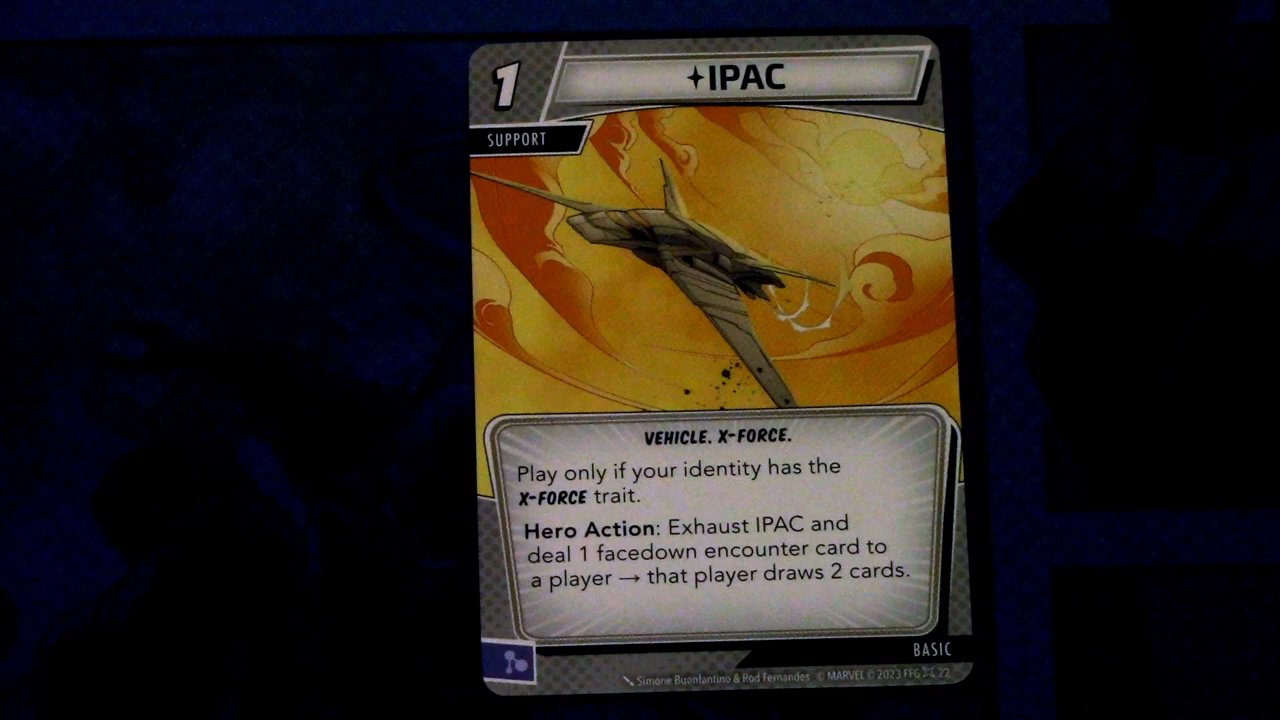 1
✦IPAC
SUPPORT
VEHICLE. X-FORCE.
Play only if your identity has the
X-FORCE trait.
Hero Action: Exhaust IPAC and
deal 1 facedown encounter card to
a player → that player draws 2 cards.
BASIC
Simone Buonfantino & Rod Fernandes © MARVEL © 2023 FFG 22